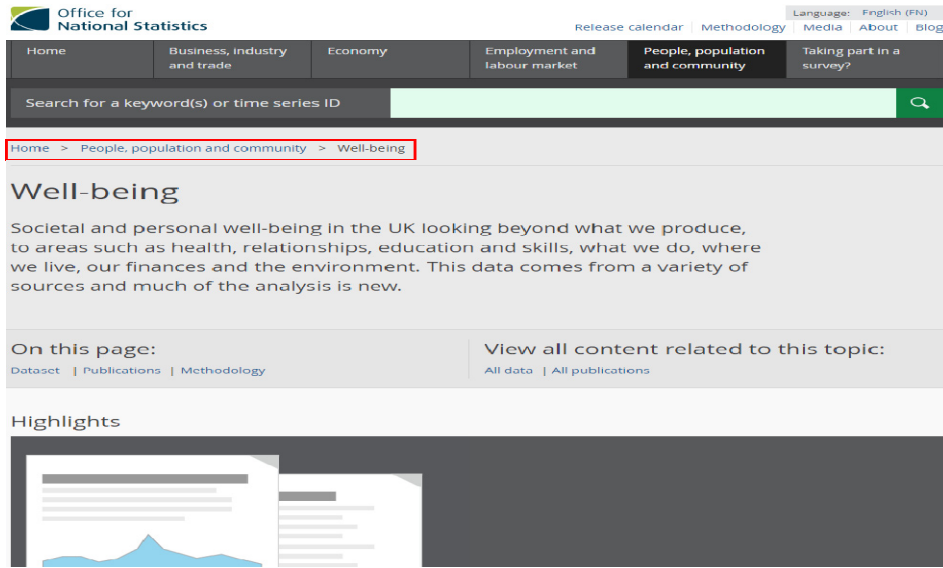 Office for
National Statistics
Language: English (EN)
Release calendar | Methodology | Media | About | Blog
Home
Business, industry
and trade
Economy
Employment and
labour market
People, population
and community
Taking part in a
survey?
Search for a keyword(s) or time series ID
Home > People, population and community > Well-being
Well-being
Societal and personal well-being in the UK looking beyond what we produce,
to areas such as health, relationships, education and skills, what we do, where
we live, our finances and the environment. This data comes from a variety of
sources and much of the analysis is new.
On this page:
Dataset | Publications | Methodology
View all content related to this topic:
All data | All publications
Highlights